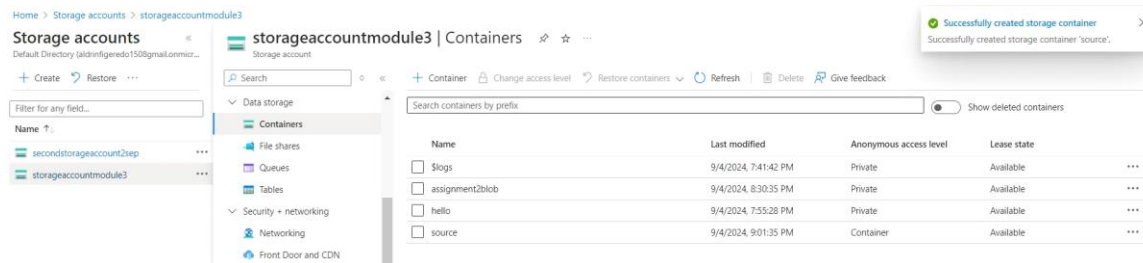 Home > Storage accounts > storageaccountmodule3
Storage accounts
Default Directory (aldrinfigeredo1508gmail.onmicr...
+ Create Restore ...
Filter for any field...
Name ↑
secondstorageaccount2sep ...
storageaccountmodule3 ...
storageaccountmodule3 | Containers ...
Storage account
Search
Data storage
Containers
File shares
Queues
Tables
Security + networking
Networking
Front Door and CDN
+ Container Change access level Restore containers Refresh Delete Give feedback
Search containers by prefix
Show deleted containers
Name Last modified Anonymous access level Lease state
$logs 9/4/2024, 7:41:42 PM Private Available ...
assignment2blob 9/4/2024, 8:30:35 PM Private Available ...
hello 9/4/2024, 7:55:28 PM Private Available ...
source 9/4/2024, 9:01:35 PM Container Available ...
Successfully created storage container
Successfully created storage container 'source'.